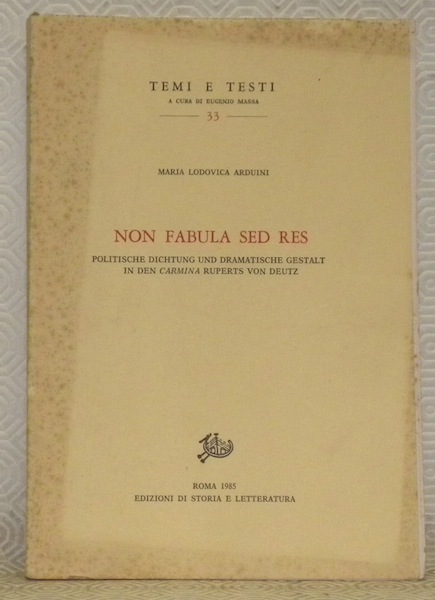 TEMI E TESTI
A CURA DI EUGENIO MASSA
33
MARIA LODOVICA ARDUINI
NON FABULA SED RES
POLITISCHE DICHTUNG UND DRAMATISCHE GESTALT
IN DEN CARMINA RUPERTS VON DEUTZ
ROMA 1985
EDIZIONI DI STORIA E LETTERATURA